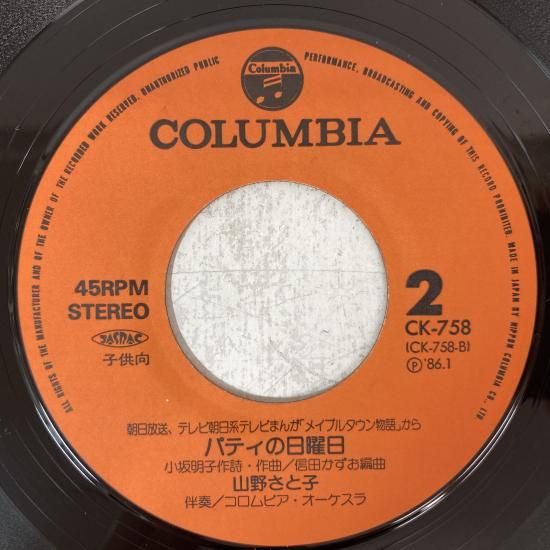 ALL RIGHTS OF THE MANUFACTURER AND OF THE OWNER OF THE RECORDED WORK RESERVED. UNAUTHORIZED PUBLIC PERFORMANCE, BROADCASTING AND COPYING OF THIS RECORD PROHIBITED. MADE IN JAPAN BY NIPPON COLUMBIA CO., LTD
Columbia
COLUMBIA
45RPM
STEREO
JASRAC
子供向
2
CK-758
(CK-758-B)
Ⓟ'86.1
朝日放送、テレビ朝日系テレビまんが「メイプルタウン物語」から
パティの日曜日
小坂明子作詩・作曲/信田かずお編曲
山野さと子
伴奏/コロムビア・オーケスラ